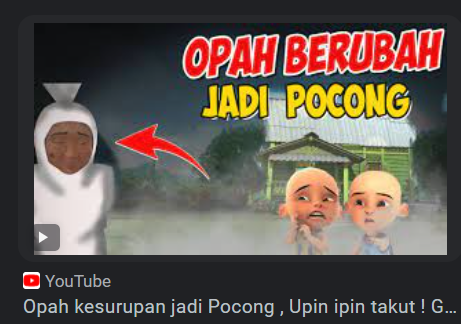 OPAH BERUBAH
JADI POCONG
YouTube
Opah kesurupan jadi Pocong , Upin ipin takut ! G...